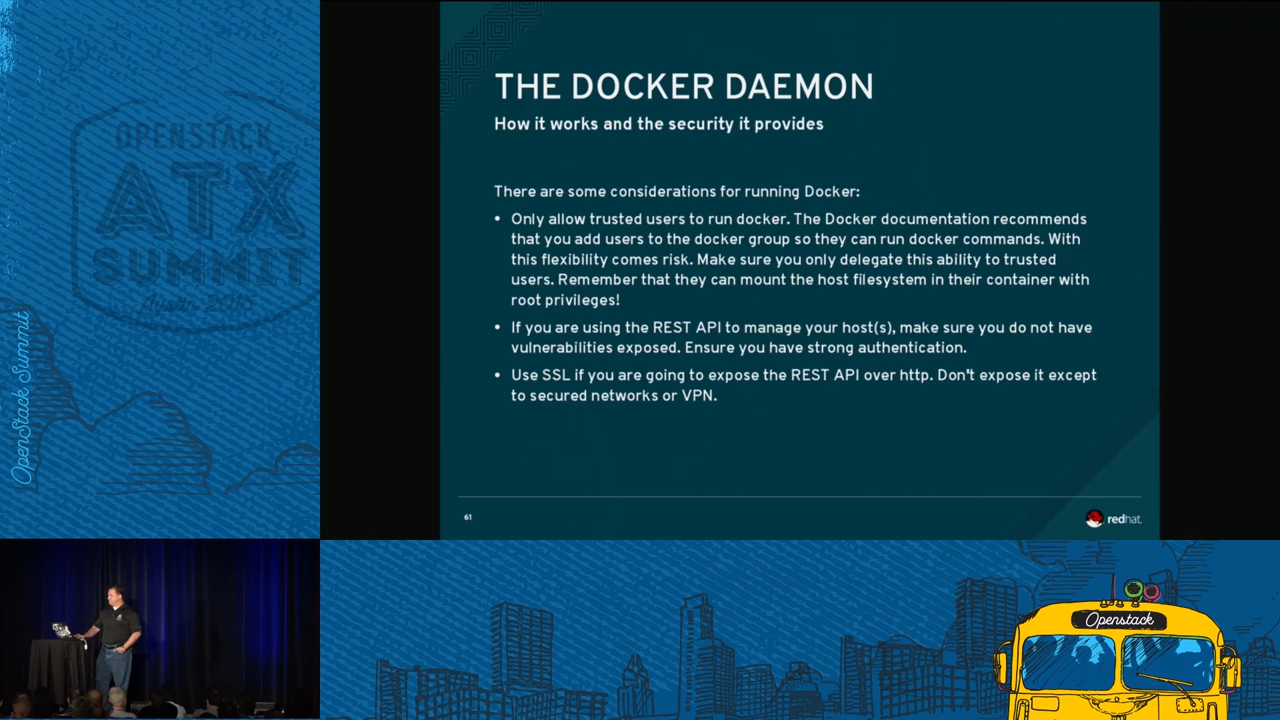 OPENSTACK
ATX
SUMMIT
Austin 2016
OpenStack Summit
THE DOCKER DAEMON
How it works and the security it provides
There are some considerations for running Docker:
• Only allow trusted users to run docker. The Docker documentation recommends
that you add users to the docker group so they can run docker commands. With
this flexibility comes risk. Make sure you only delegate this ability to trusted
users. Remember that they can mount the host filesystem in their container with
root privileges!
• If you are using the REST API to manage your host(s), make sure you do not have
vulnerabilities exposed. Ensure you have strong authentication.
• Use SSL if you are going to expose the REST API over http. Don't expose it except
to secured networks or VPN.
61
redhat.
Openstack